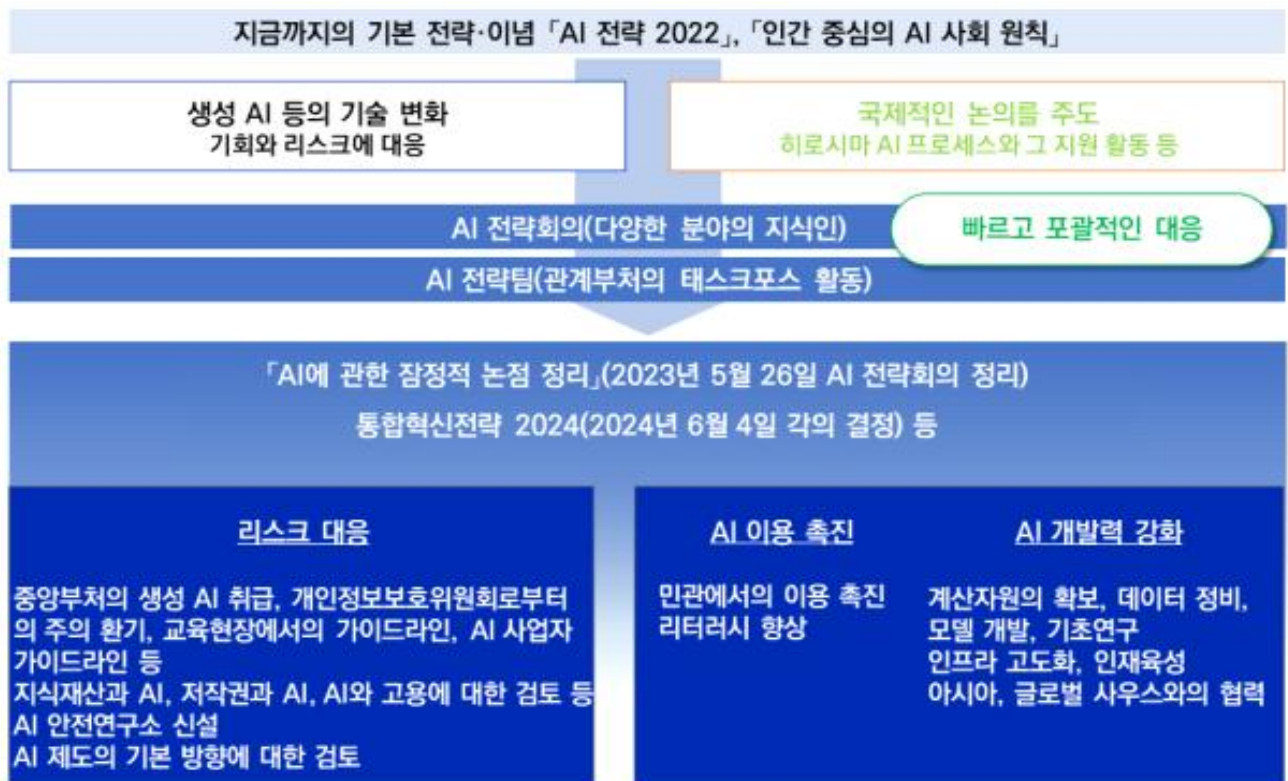 지금까지의 기본 전략·이념 「AI 전략 2022」, 「인간 중심의 AI 사회 원칙」
생성 AI 등의 기술 변화
기회와 리스크에 대응
국제적인 논의를 주도
히로시마 AI 프로세스와 그 지원 활동 등
AI 전략회의(다양한 분야의 지식인)
빠르고 포괄적인 대응
AI 전략팀(관계부처의 태스크포스 활동)
「AI에 관한 잠정적 논점 정리」(2023년 5월 26일 AI 전략회의 정리)
통합혁신전략 2024(2024년 6월 4일 각의 결정) 등
리스크 대응
중앙부처의 생성 AI 취급, 개인정보보호위원회로부터
의 주의 환기, 교육현장에서의 가이드라인, AI 사업자
가이드라인 등
지식재산과 AI, 저작권과 AI, AI와 고용에 대한 검토 등
AI 안전연구소 신설
AI 제도의 기본 방향에 대한 검토
AI 이용 촉진
민관에서의 이용 촉진
리터러시 향상
AI 개발력 강화
계산자원의 확보, 데이터 정비,
모델 개발, 기초연구
인프라 고도화, 인재육성
아시아, 글로벌 사우스와의 협력